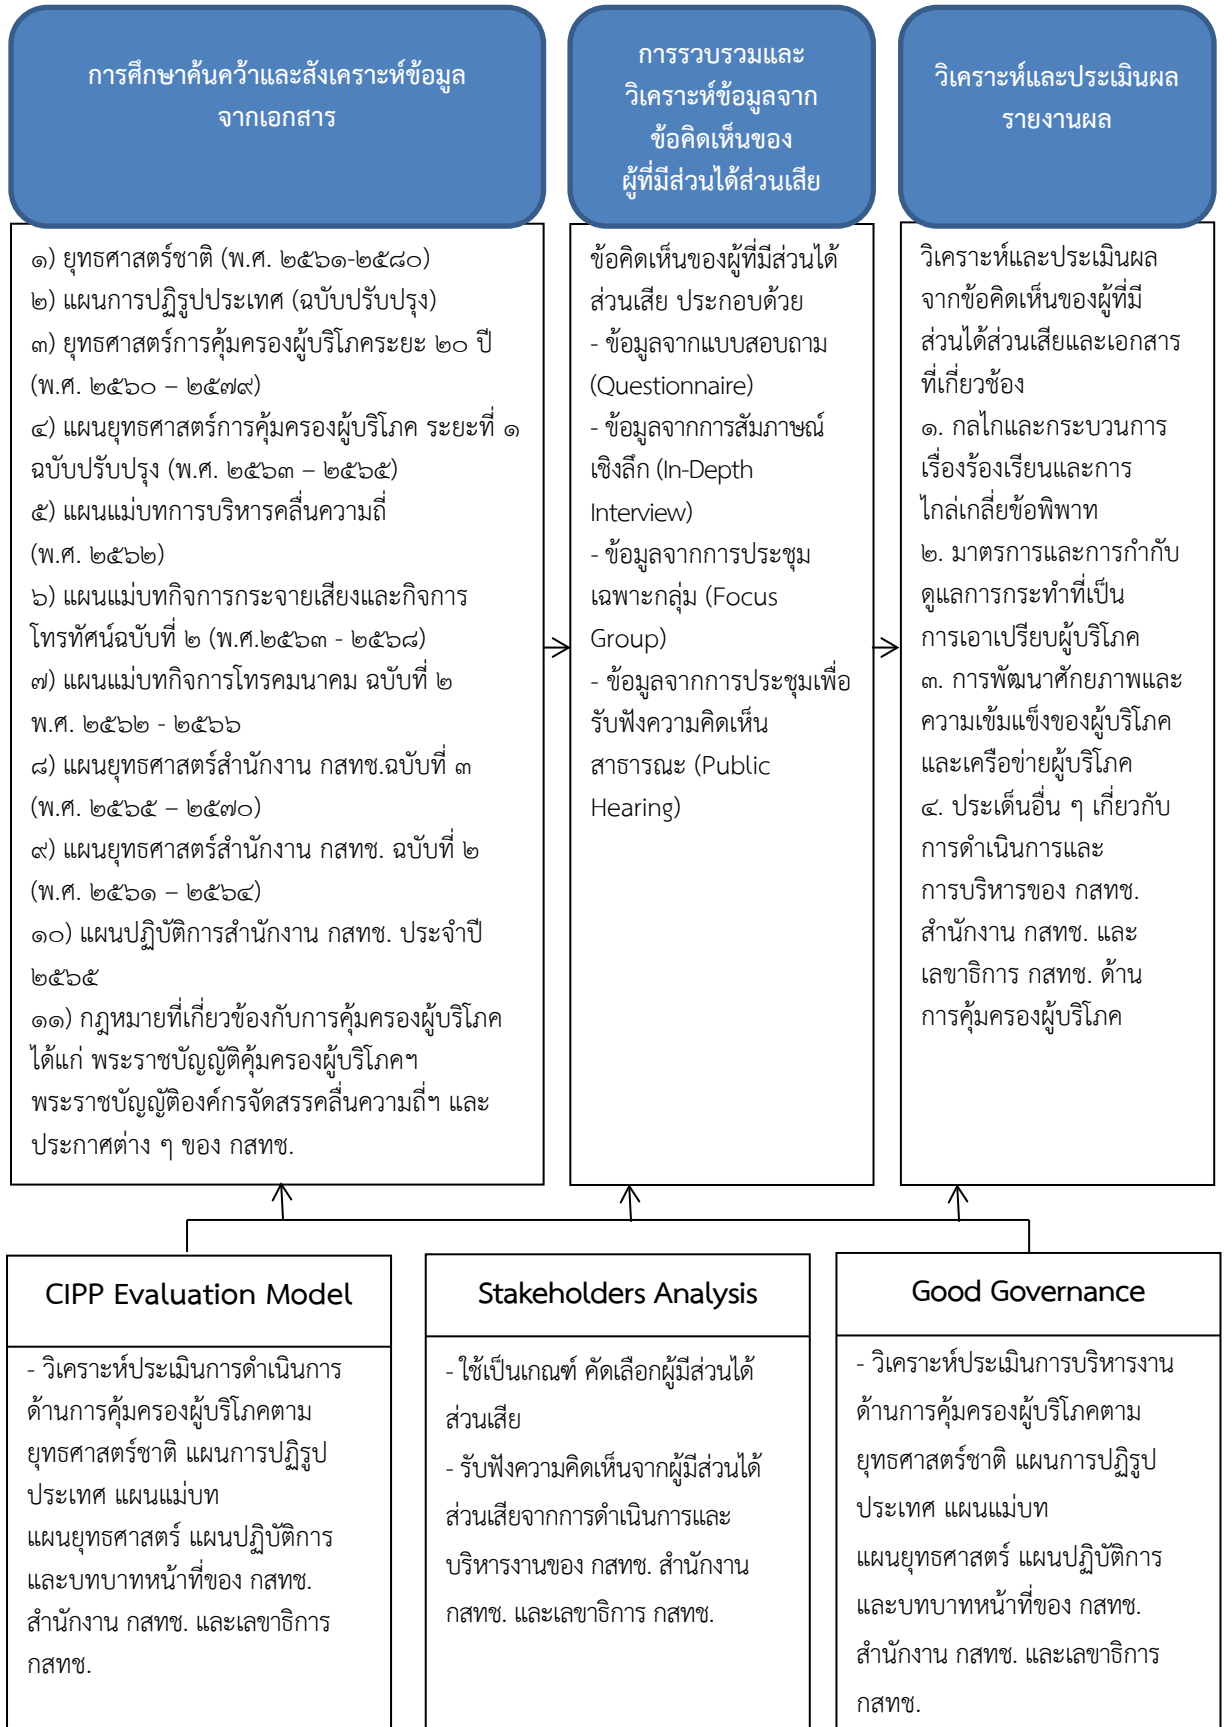 การศึกษาค้นคว้าและสังเคราะห์ข้อมูล
จากเอกสาร
๑) ยุทธศาสตร์ชาติ (พ.ศ. ๒๕๖๑-๒๕๘๐)
๒) แผนการปฏิรูปประเทศ (ฉบับปรับปรุง)
๓) ยุทธศาสตร์การคุ้มครองผู้บริโภคระยะ ๒๐ ปี
(พ.ศ. ๒๕๖๐ – ๒๕๗๙)
๔) แผนยุทธศาสตร์การคุ้มครองผู้บริโภค ระยะที่ ๑
ฉบับปรับปรุง (พ.ศ. ๒๕๖๓ – ๒๕๖๕)
๕) แผนแม่บทการบริหารคลื่นความถี่
(พ.ศ. ๒๕๖๒)
๖) แผนแม่บทกิจการกระจายเสียงและกิจการ
โทรทัศน์ฉบับที่ ๒ (พ.ศ.๒๕๖๓ - ๒๕๖๘)
๗) แผนแม่บทกิจการโทรคมนาคม ฉบับที่ ๒
พ.ศ. ๒๕๖๒ - ๒๕๖๖
๘) แผนยุทธศาสตร์สำนักงาน กสทช.ฉบับที่ ๓
(พ.ศ. ๒๕๖๕ – ๒๕๗๐)
๙) แผนยุทธศาสตร์สำนักงาน กสทช. ฉบับที่ ๒
(พ.ศ. ๒๕๖๑ – ๒๕๖๔)
๑๐) แผนปฏิบัติการสำนักงาน กสทช. ประจำปี
๒๕๖๕
๑๑) กฎหมายที่เกี่ยวข้องกับการคุ้มครองผู้บริโภค
ได้แก่ พระราชบัญญัติคุ้มครองผู้บริโภคฯ
พระราชบัญญัติองค์กรจัดสรรคลื่นความถี่ฯ และ
ประกาศต่าง ๆ ของ กสทช.
การรวบรวมและ
วิเคราะห์ข้อมูลจาก
ข้อคิดเห็นของ
ผู้ที่มีส่วนได้ส่วนเสีย
ข้อคิดเห็นของผู้ที่มีส่วนได้
ส่วนเสีย ประกอบด้วย
- ข้อมูลจากแบบสอบถาม
(Questionnaire)
- ข้อมูลจากการสัมภาษณ์
เชิงลึก (In-Depth
Interview)
- ข้อมูลจากการประชุม
เฉพาะกลุ่ม (Focus
Group)
- ข้อมูลจากการประชุมเพื่อ
รับฟังความคิดเห็น
สาธารณะ (Public
Hearing)
วิเคราะห์และประเมินผล
รายงานผล
วิเคราะห์และประเมินผล
จากข้อคิดเห็นของผู้ที่มี
ส่วนได้ส่วนเสียและเอกสาร
ที่เกี่ยวช้อง
๑. กลไกและกระบวนการ
เรื่องร้องเรียนและการ
ไกล่เกลี่ยข้อพิพาท
๒. มาตรการและการกำกับ
ดูแลการกระทำที่เป็น
การเอาเปรียบผู้บริโภค
๓. การพัฒนาศักยภาพและ
ความเข้มแข็งของผู้บริโภค
และเครือข่ายผู้บริโภค
๔. ประเด็นอื่น ๆ เกี่ยวกับ
การดำเนินการและ
การบริหารของ กสทช.
สำนักงาน กสทช. และ
เลขาธิการ กสทช. ด้าน
การคุ้มครองผู้บริโภค
CIPP Evaluation Model
- วิเคราะห์ประเมินการดำเนินการ
ด้านการคุ้มครองผู้บริโภคตาม
ยุทธศาสตร์ชาติ แผนการปฏิรูป
ประเทศ แผนแม่บท
แผนยุทธศาสตร์ แผนปฏิบัติการ
และบทบาทหน้าที่ของ กสทช.
สำนักงาน กสทช. และเลขาธิการ
กสทช.
Stakeholders Analysis
- ใช้เป็นเกณฑ์ คัดเลือกผู้มีส่วนได้
ส่วนเสีย
- รับฟังความคิดเห็นจากผู้มีส่วนได้
ส่วนเสียจากการดำเนินการและ
บริหารงานของ กสทช. สำนักงาน
กสทช. และเลขาธิการ กสทช.
Good Governance
- วิเคราะห์ประเมินการบริหารงาน
ด้านการคุ้มครองผู้บริโภคตาม
ยุทธศาสตร์ชาติ แผนการปฏิรูป
ประเทศ แผนแม่บท
แผนยุทธศาสตร์ แผนปฏิบัติการ
และบทบาทหน้าที่ของ กสทช.
สำนักงาน กสทช. และเลขาธิการ
กสทช.